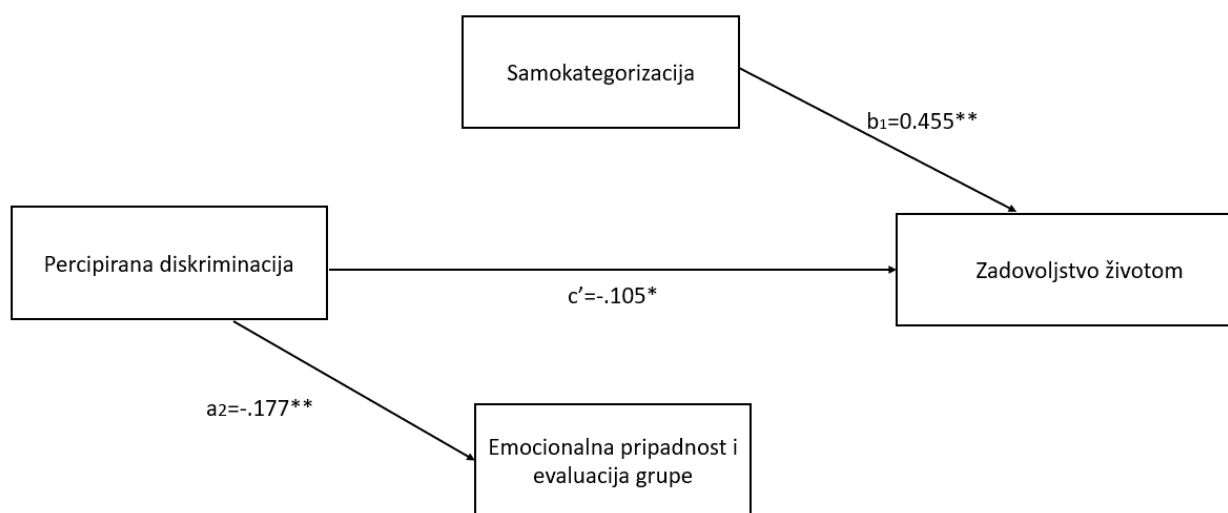 Samokategorizacija
b₁=0.455**
Percipirana diskriminacija
Zadovoljstvo životom
c’=-.105*
a₂=-.177**
Emocionalna pripadnost i
evaluacija grupe